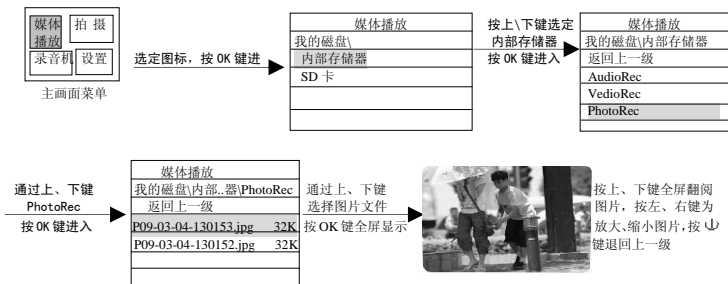 媒体
播放
拍 摄
录音机
设置
主画面菜单
选定图标，按 OK 键进
媒体播放
我的磁盘\
内部存储器
SD 卡
按上\下键选定
内部存储器
按 OK 键进入
媒体播放
我的磁盘\内部存储器
返回上一级
AudioRec
VedioRec
PhotoRec
通过上、下键
PhotoRec
按 OK 键进入
媒体播放
我的磁盘\内部..器\PhotoRec
返回上一级
P09-03-04-130153.jpg 32K
P09-03-04-130152.jpg 32K
通过上、下键
选择图片文件
按 OK 键全屏显示
按上、下键全屏翻阅
图片，按左、右键为
放大、缩小图片，按
键退回上一级